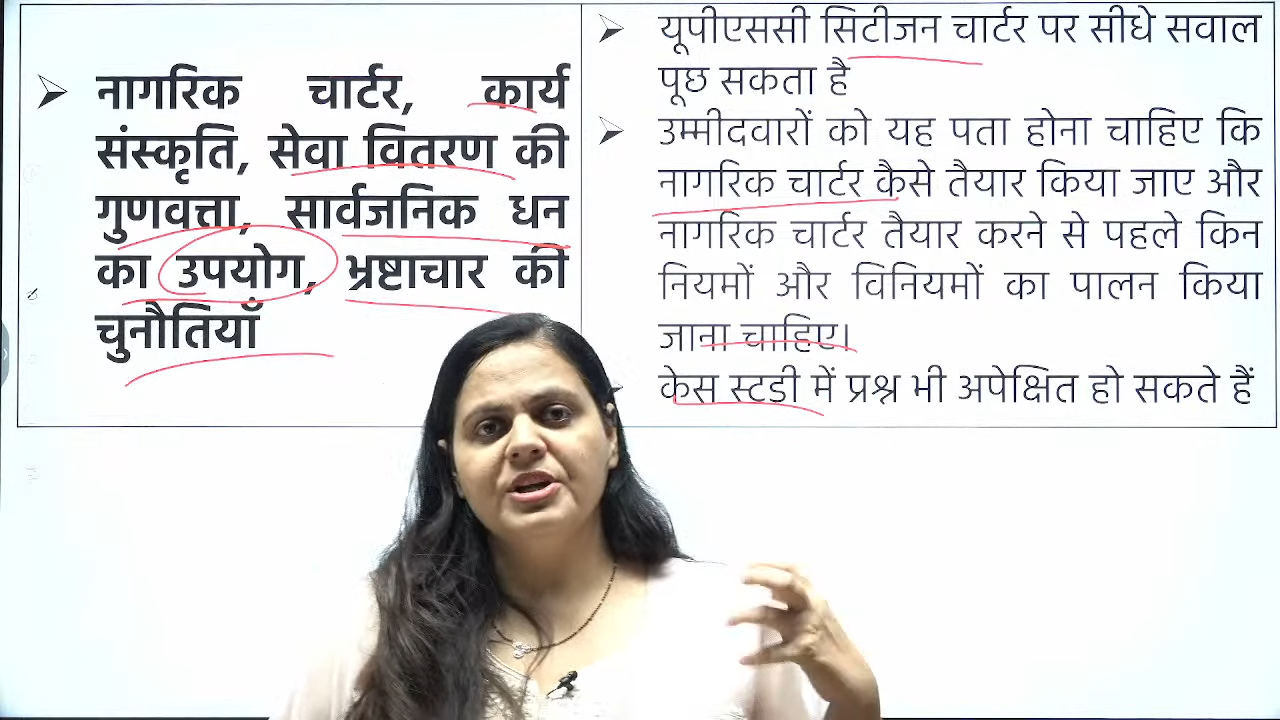 नागरिक चार्टर, कार्य
संस्कृति, सेवा वितरण की
गुणवत्ता, सार्वजनिक धन
का उपयोग, भ्रष्टाचार की
चुनौतियाँ
यूपीएससी सिटीजन चार्टर पर सीधे सवाल
पूछ सकता है
उम्मीदवारों को यह पता होना चाहिए कि
नागरिक चार्टर कैसे तैयार किया जाए और
नागरिक चार्टर तैयार करने से पहले किन
नियमों और विनियमों का पालन किया
जाना चाहिए।
केस स्टडी में प्रश्न भी अपेक्षित हो सकते हैं